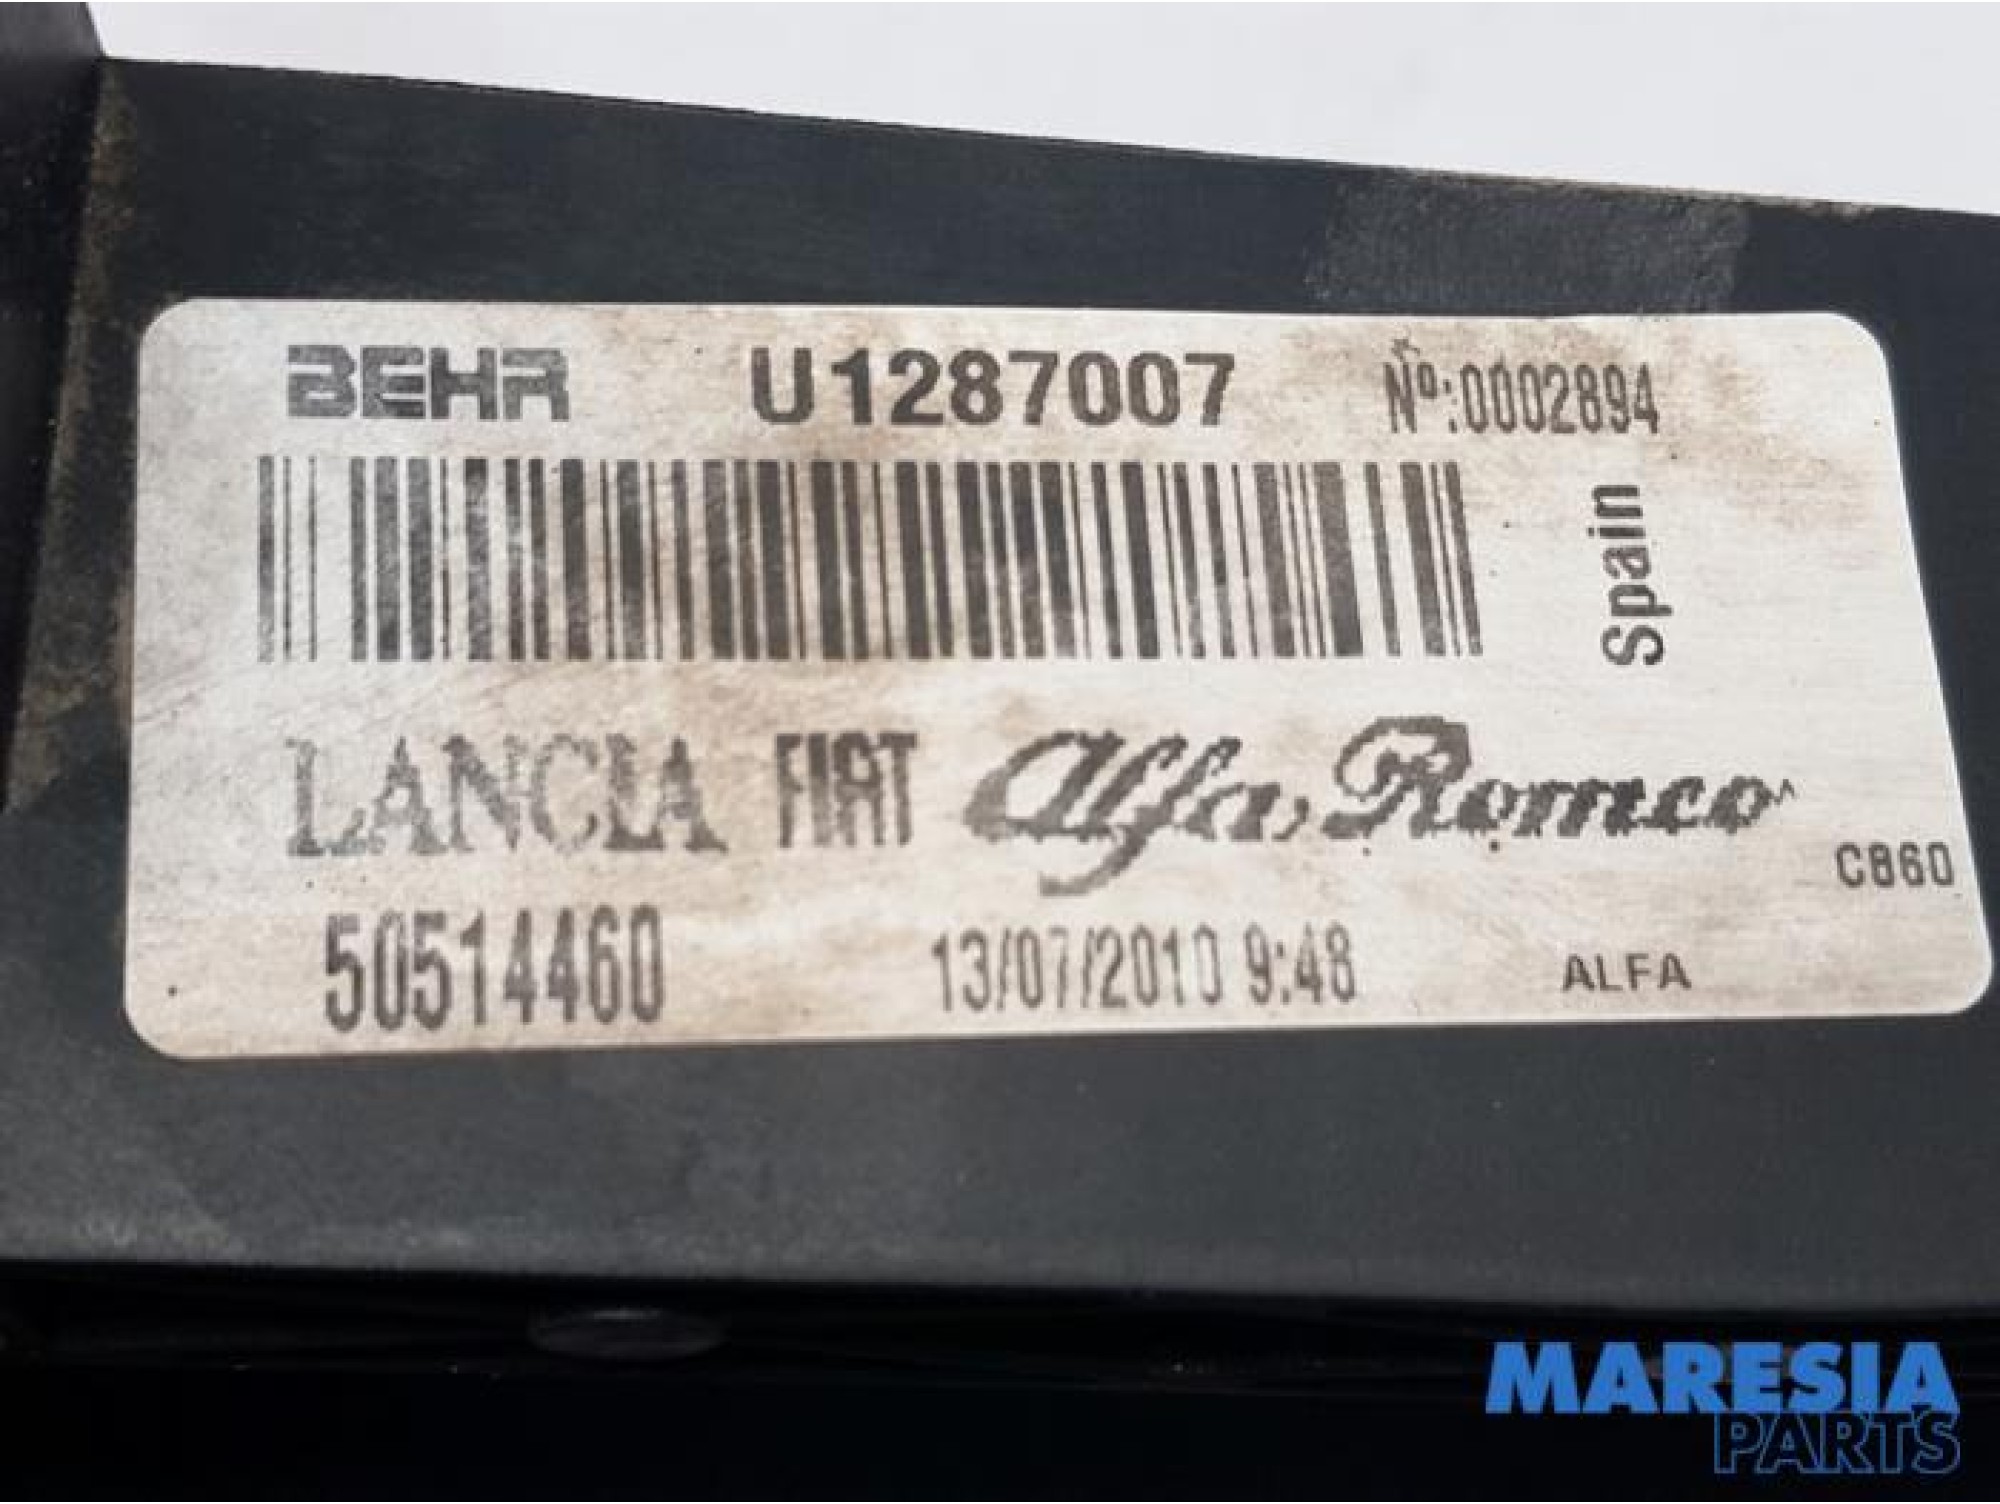 BEHR U1287007 Nº:0002894
Spain
LANCIA FIAT Alfa Romeo
C860
50514460 13/07/2010 9:48 ALFA
MARESIA
PARTS